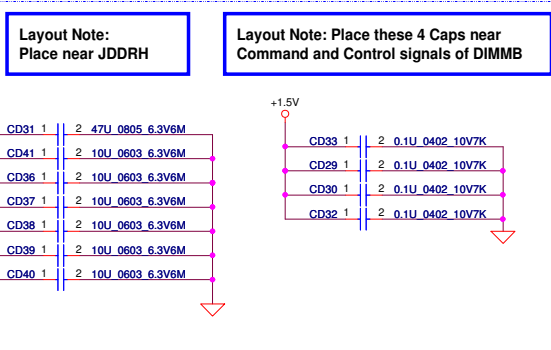 Layout Note:
Place near JDDRH
Layout Note: Place these 4 Caps near
Command and Control signals of DIMMB
CD31 1 2 47U_0805_6.3V6M
CD41 1 2 10U_0603_6.3V6M
CD36 1 2 10U_0603_6.3V6M
CD37 1 2 10U_0603_6.3V6M
CD38 1 2 10U_0603_6.3V6M
CD39 1 2 10U_0603_6.3V6M
CD40 1 2 10U_0603_6.3V6M
+1.5V
CD33 1 2 0.1U_0402_10V7K
CD29 1 2 0.1U_0402_10V7K
CD30 1 2 0.1U_0402_10V7K
CD32 1 2 0.1U_0402_10V7K